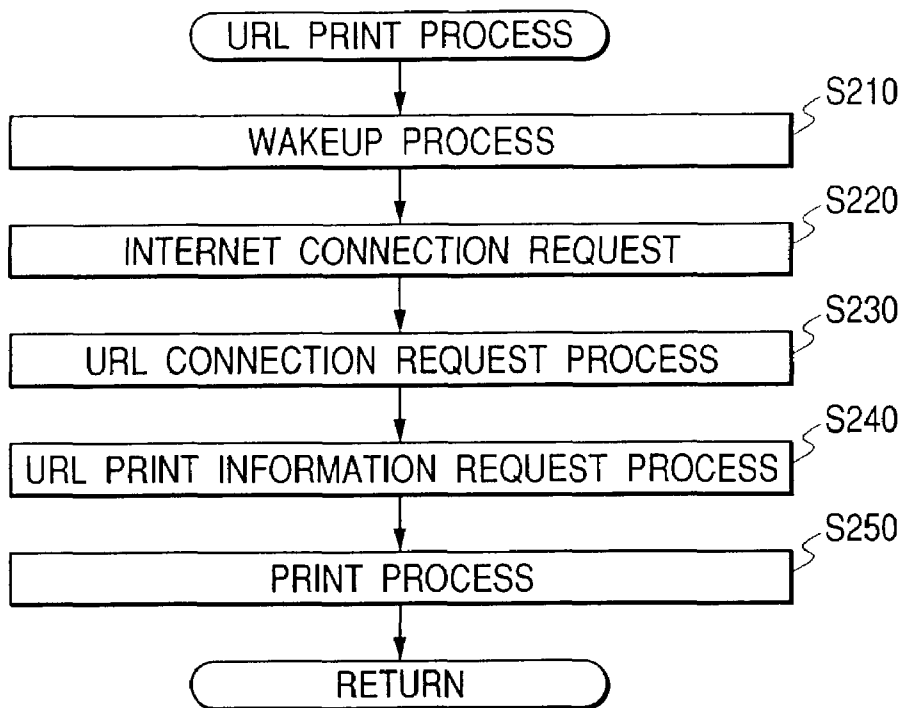 URL PRINT PROCESS
S210
WAKEUP PROCESS
S220
INTERNET CONNECTION REQUEST
S230
URL CONNECTION REQUEST PROCESS
S240
URL PRINT INFORMATION REQUEST PROCESS
S250
PRINT PROCESS
RETURN